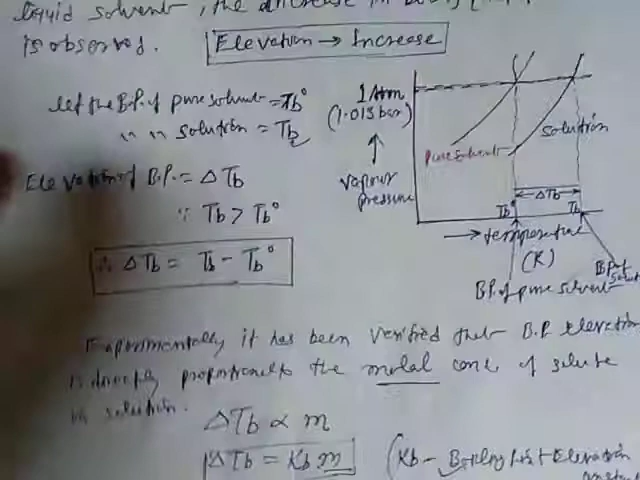 liquid solvent, the
is observed.
Elevation → Increase
let the B.P. of pure solvent = Tb°
" " " solution = Tb
Elevation of B.P. = ΔTb
∵ Tb > Tb°
∴ ΔTb = Tb - Tb°
1 Atm
(1.013 bar)
vapour
pressure
pure solvent
solution
ΔTb
Tb° Tb
→ temperature
(K)
B.P. of
B.P. of pure solvent
Experimentally it has been verified that B.P. elevation
is directly proportional to the molal conc of solute
in solution.
ΔTb ∝ m
ΔTb = Kb m
(Kb - Boiling Point Elevation